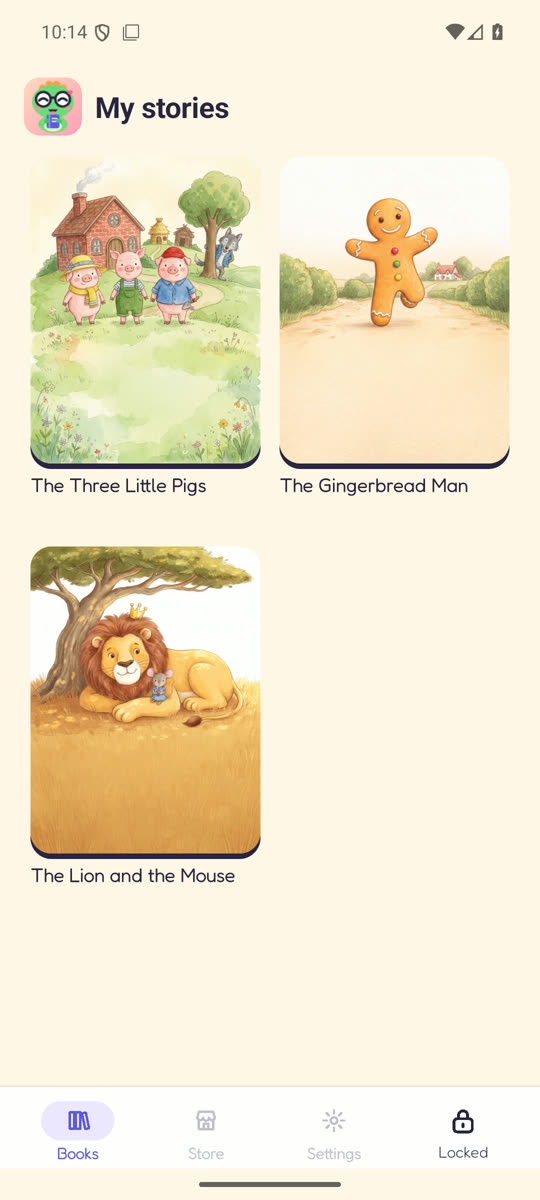 10:14
My stories
The Three Little Pigs
The Gingerbread Man
The Lion and the Mouse
Books
Store
Settings
Locked